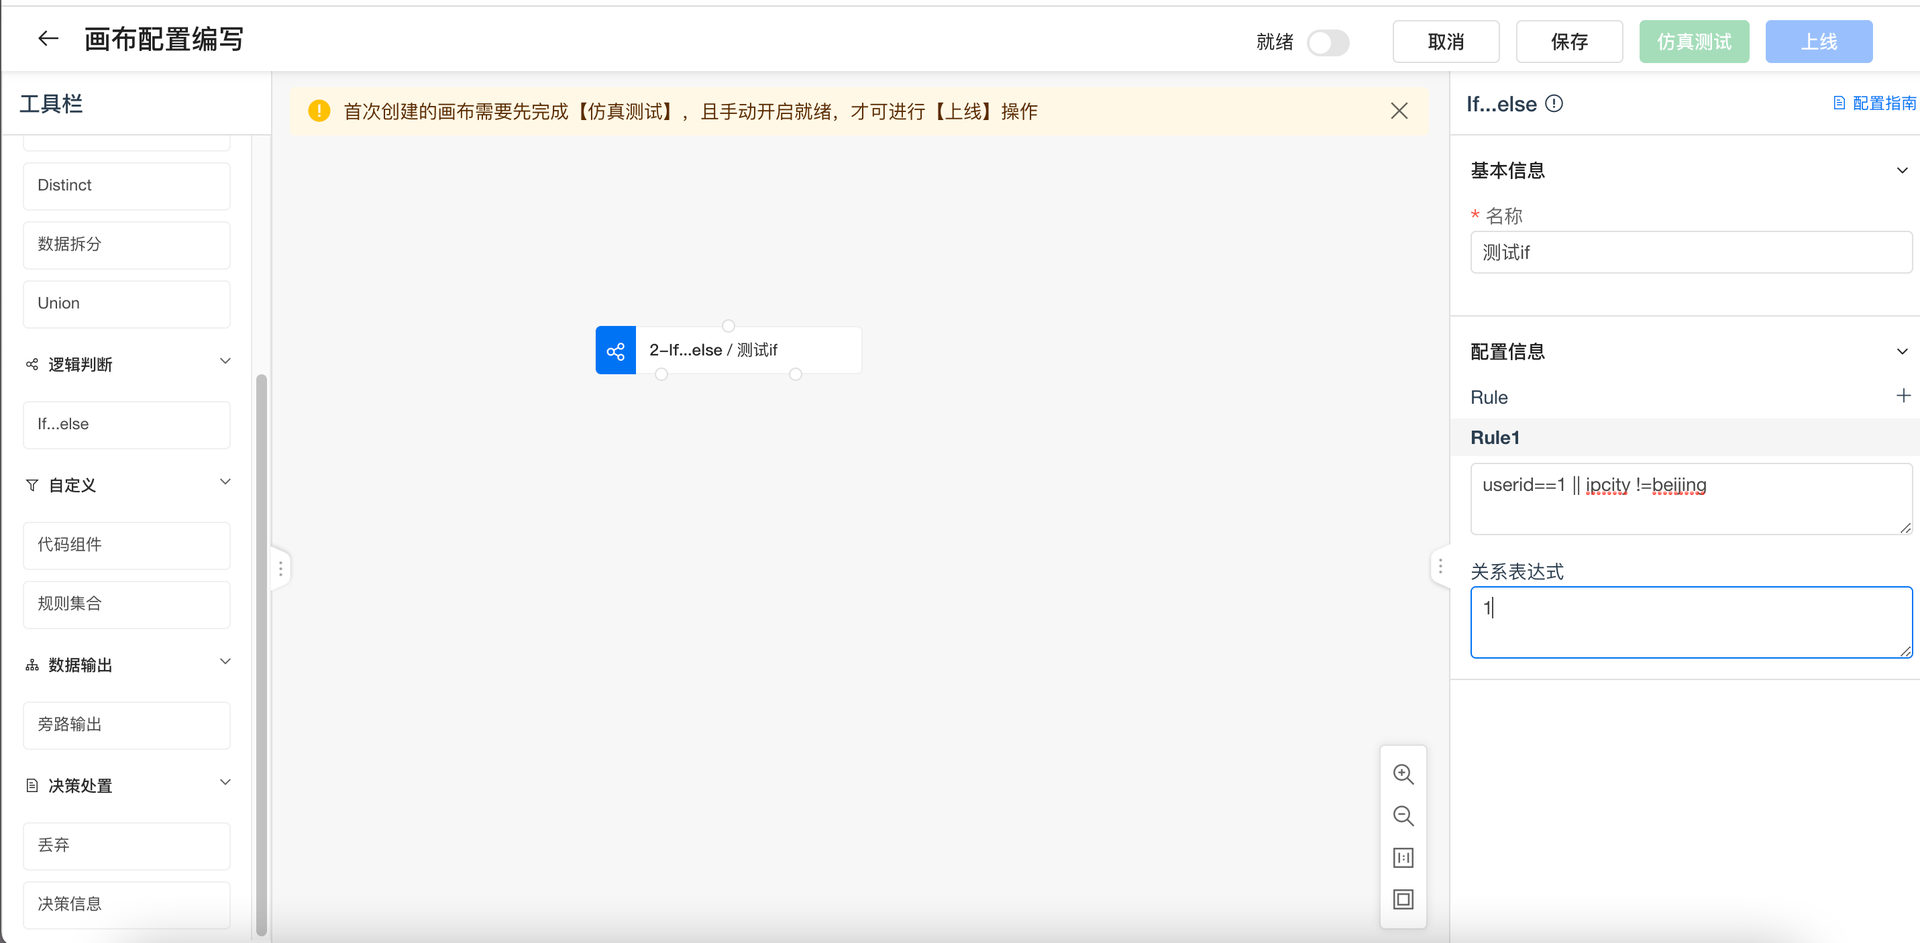 画布配置编写
就绪
取消
保存
仿真测试
上线
工具栏
Distinct
数据拆分
Union
逻辑判断
If...else
自定义
代码组件
规则集合
数据输出
旁路输出
决策处置
丢弃
决策信息
首次创建的画布需要先完成【仿真测试】，且手动开启就绪，才可进行【上线】操作
2-If...else / 测试if
If...else
配置指南
基本信息
* 名称
测试if
配置信息
Rule
Rule1
userid==1 || ipcity !=beijing
关系表达式
1